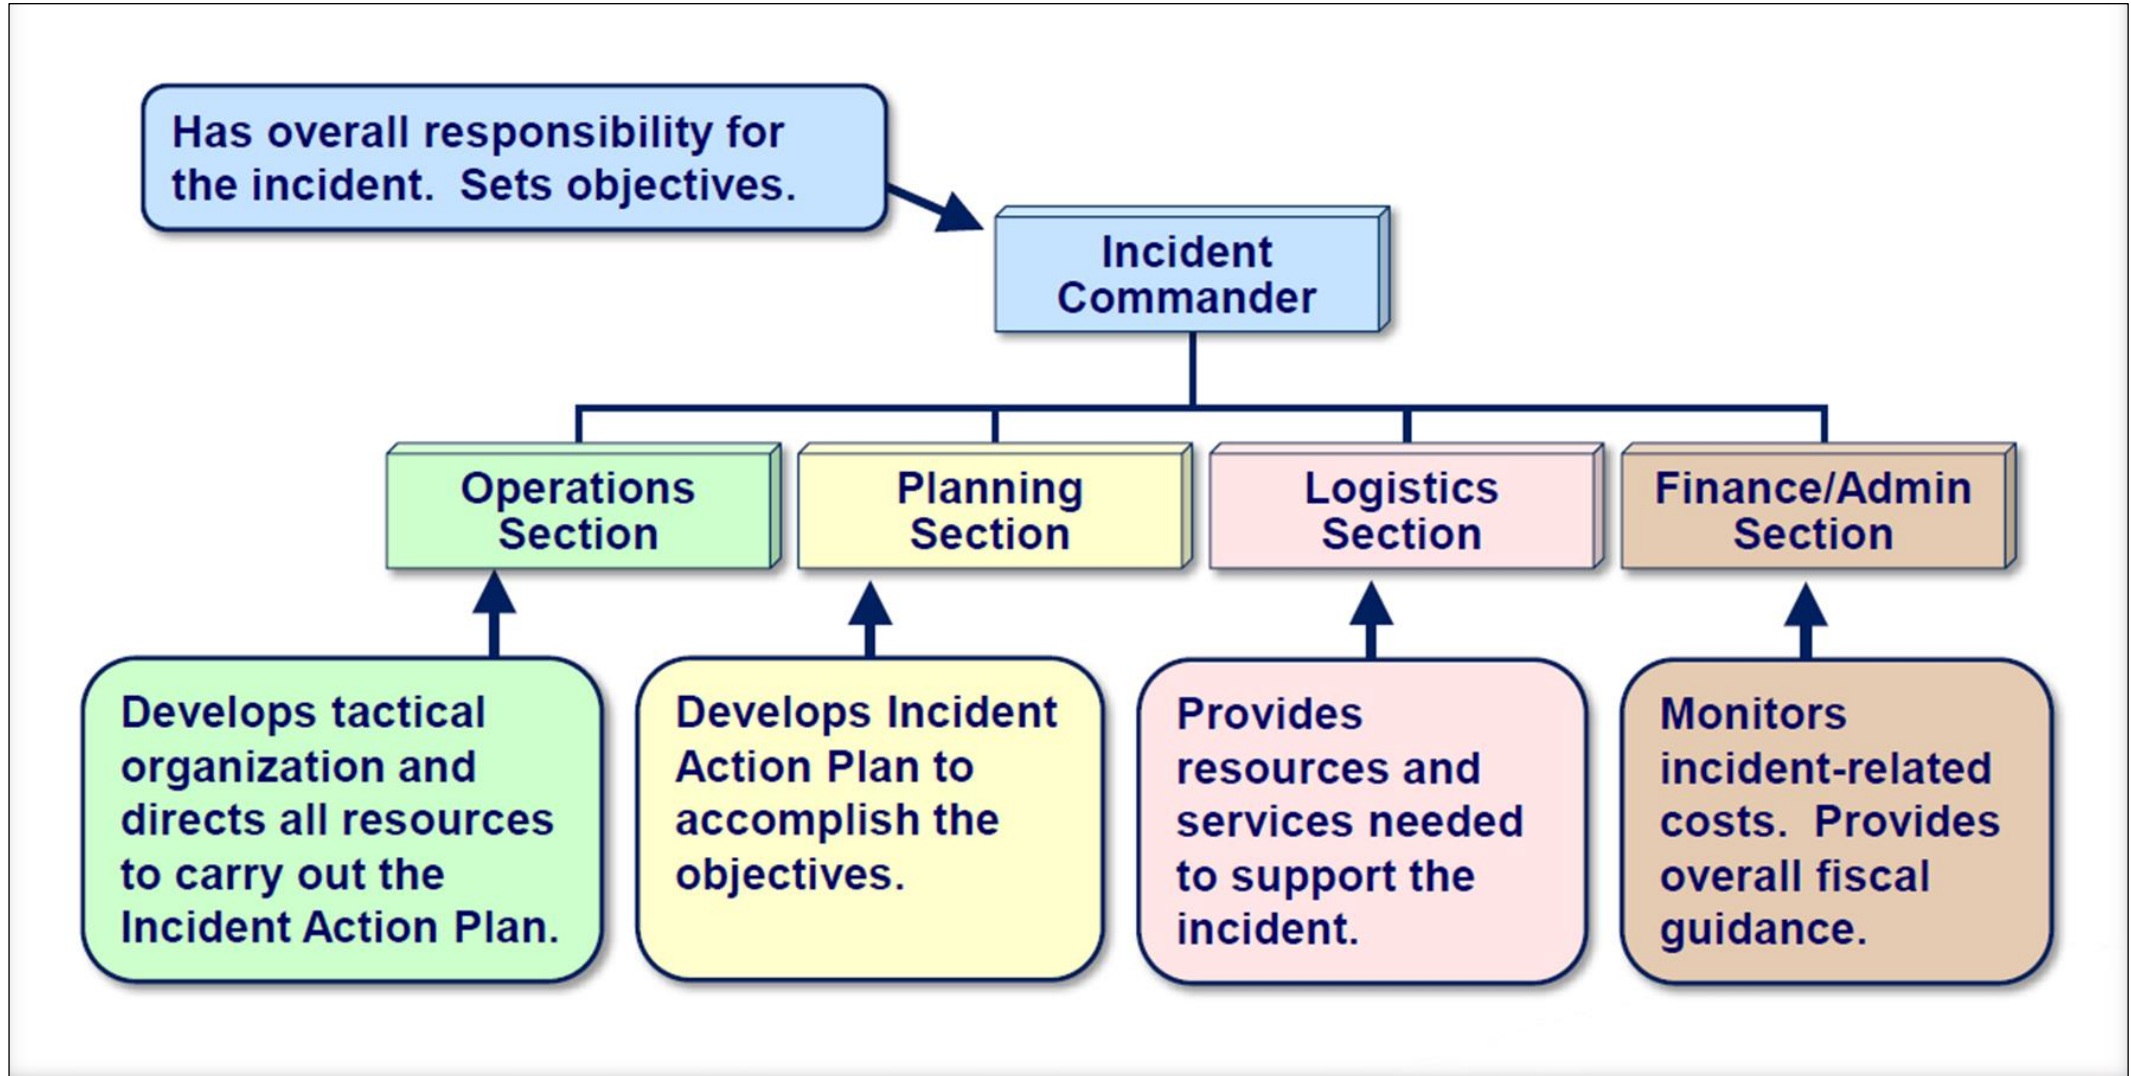 Has overall responsibility for
the incident.  Sets objectives.
Incident
Commander
Operations
Section
Planning
Section
Logistics
Section
Finance/Admin
Section
Develops tactical
organization and
directs all resources
to carry out the
Incident Action Plan.
Develops Incident
Action Plan to
accomplish the
objectives.
Provides
resources and
services needed
to support the
incident.
Monitors
incident-related
costs.  Provides
overall fiscal
guidance.